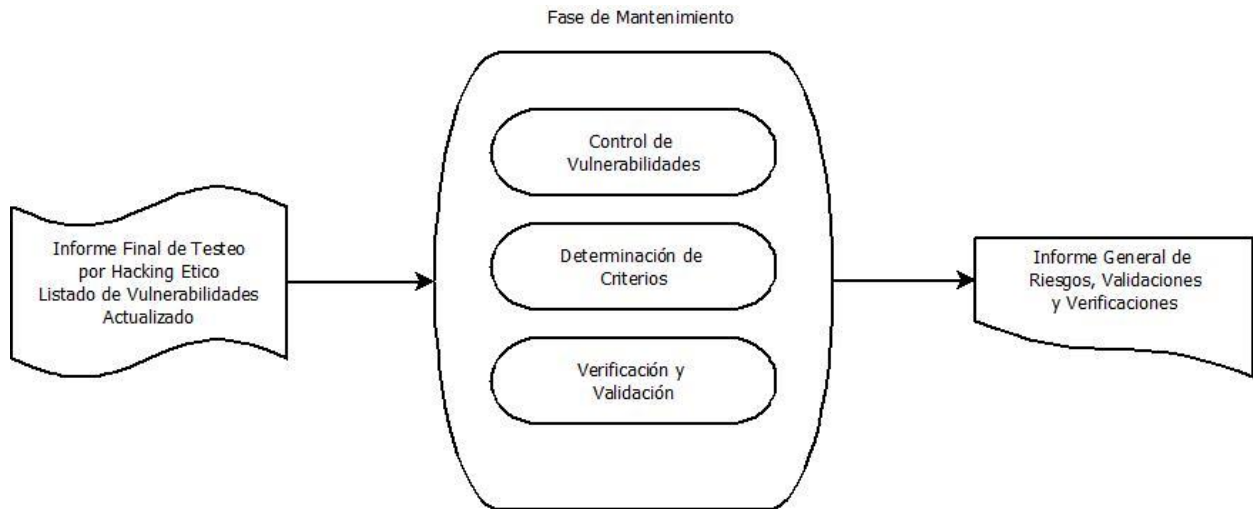 Fase de Mantenimiento
Control de
Vulnerabilidades
Informe Final de Testeo
por Hacking Etico
Listado de Vulnerabilidades
Actualizado
Determinación de
Criterios
Informe General de
Riesgos, Validaciones
y Verificaciones
Verificación y
Validación